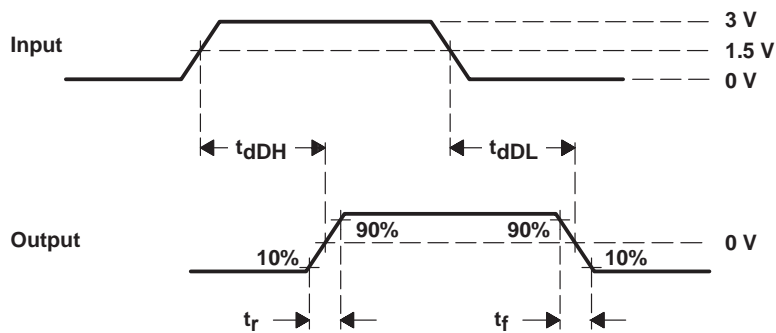 3 V
Input
1.5 V
0 V
tdDH
tdDL
90%
90%
Output
0 V
10%
10%
tr
tf